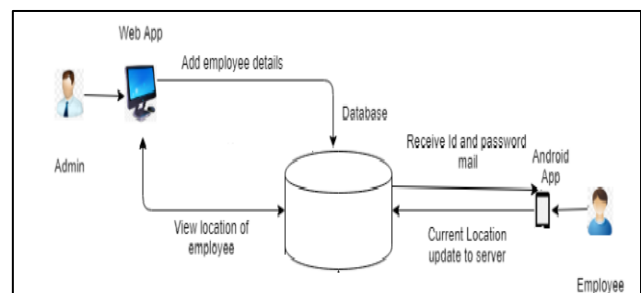 Web App
Add employee details
Database
Admin
Receive Id and password
mail
Android
App
View location of
employee
Current Location
update to server
Employee